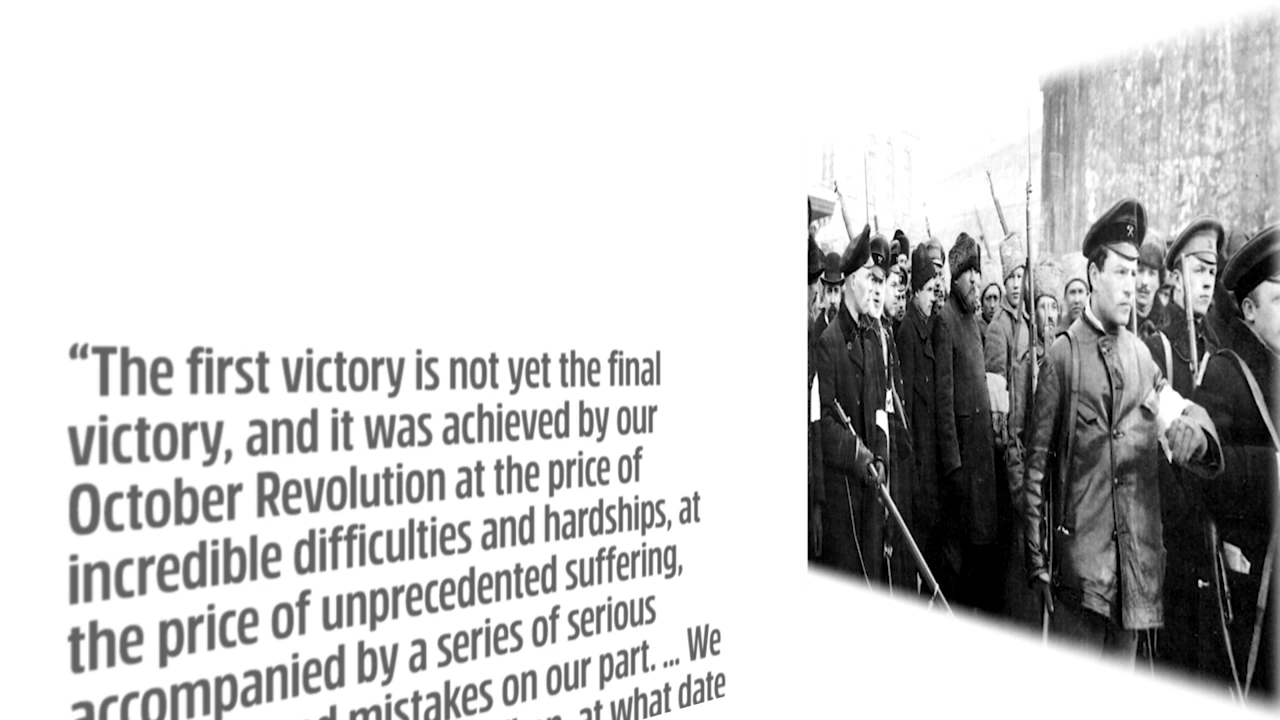 “The first victory is not yet the final
victory, and it was achieved by our
October Revolution at the price of
incredible difficulties and hardships, at
the price of unprecedented suffering,
accompanied by a series of serious
mistakes on our part. ... We
at what date